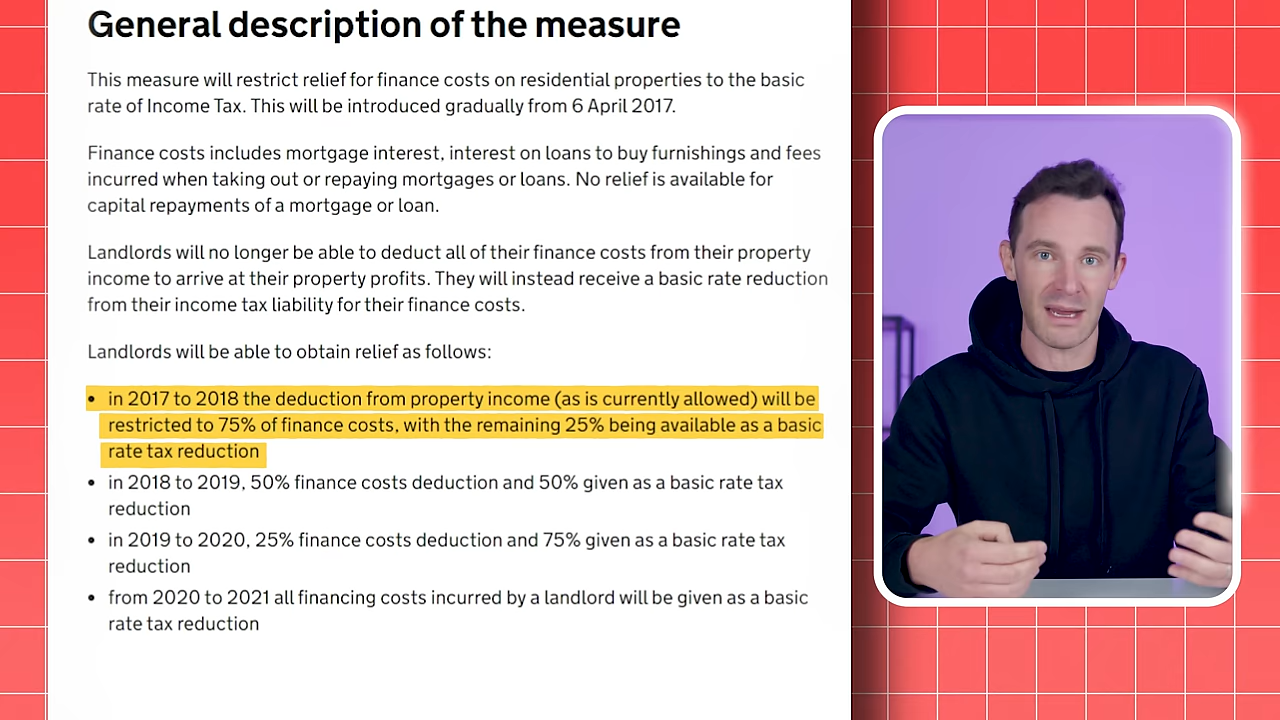 General description of the measure
This measure will restrict relief for finance costs on residential properties to the basic
rate of Income Tax. This will be introduced gradually from 6 April 2017.
Finance costs includes mortgage interest, interest on loans to buy furnishings and fees
incurred when taking out or repaying mortgages or loans. No relief is available for
capital repayments of a mortgage or loan.
Landlords will no longer be able to deduct all of their finance costs from their property
income to arrive at their property profits. They will instead receive a basic rate reduction
from their income tax liability for their finance costs.
Landlords will be able to obtain relief as follows:
• in 2017 to 2018 the deduction from property income (as is currently allowed) will be
restricted to 75% of finance costs, with the remaining 25% being available as a basic
rate tax reduction
• in 2018 to 2019, 50% finance costs deduction and 50% given as a basic rate tax
reduction
• in 2019 to 2020, 25% finance costs deduction and 75% given as a basic rate tax
reduction
• from 2020 to 2021 all financing costs incurred by a landlord will be given as a basic
rate tax reduction